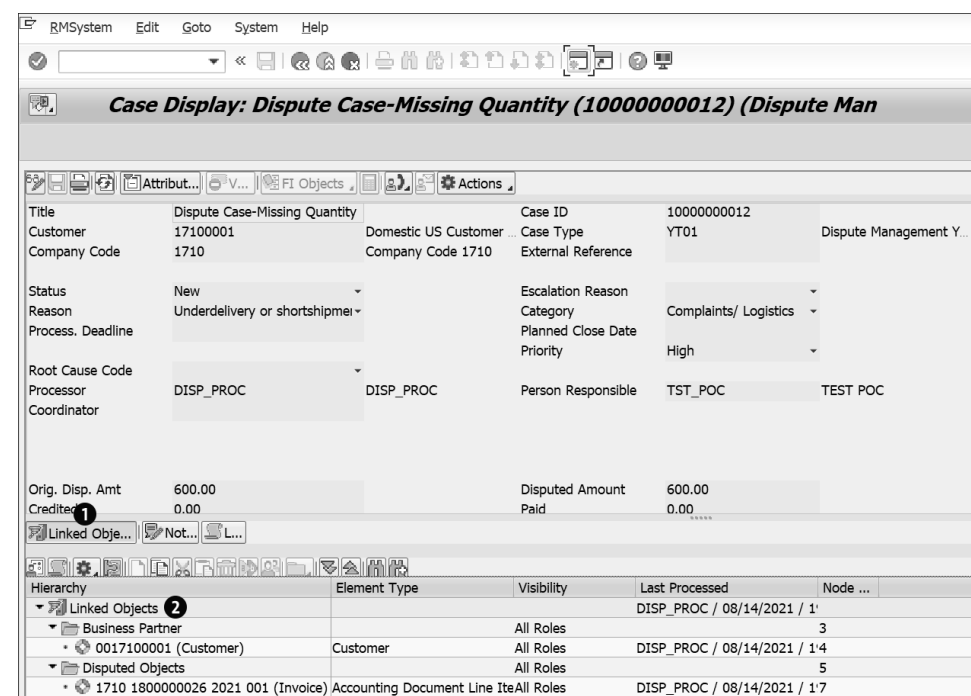 RMSystem Edit Goto System Help
Case Display: Dispute Case-Missing Quantity (10000000012) (Dispute Man
Attribut... V... FI Objects Actions
Title Dispute Case-Missing Quantity Case ID 10000000012
Customer 17100001 Domestic US Customer ... Case Type YT01 Dispute Management Y...
Company Code 1710 Company Code 1710 External Reference
Status New Escalation Reason
Reason Underdelivery or shortshipmen Category Complaints/ Logistics
Process. Deadline Planned Close Date
Priority High
Root Cause Code
Processor DISP_PROC DISP_PROC Person Responsible TST_POC TEST POC
Coordinator
Orig. Disp. Amt 600.00 Disputed Amount 600.00
Credited 0.00 Paid 0.00
1
Linked Obje... Not... L...
Hierarchy Element Type Visibility Last Processed Node ...
Linked Objects 2 DISP_PROC / 08/14/2021 / 1
Business Partner All Roles 3
0017100001 (Customer) Customer All Roles DISP_PROC / 08/14/2021 / 1 4
Disputed Objects All Roles 5
1710 1800000026 2021 001 (Invoice) Accounting Document Line Ite All Roles DISP_PROC / 08/14/2021 / 1 7